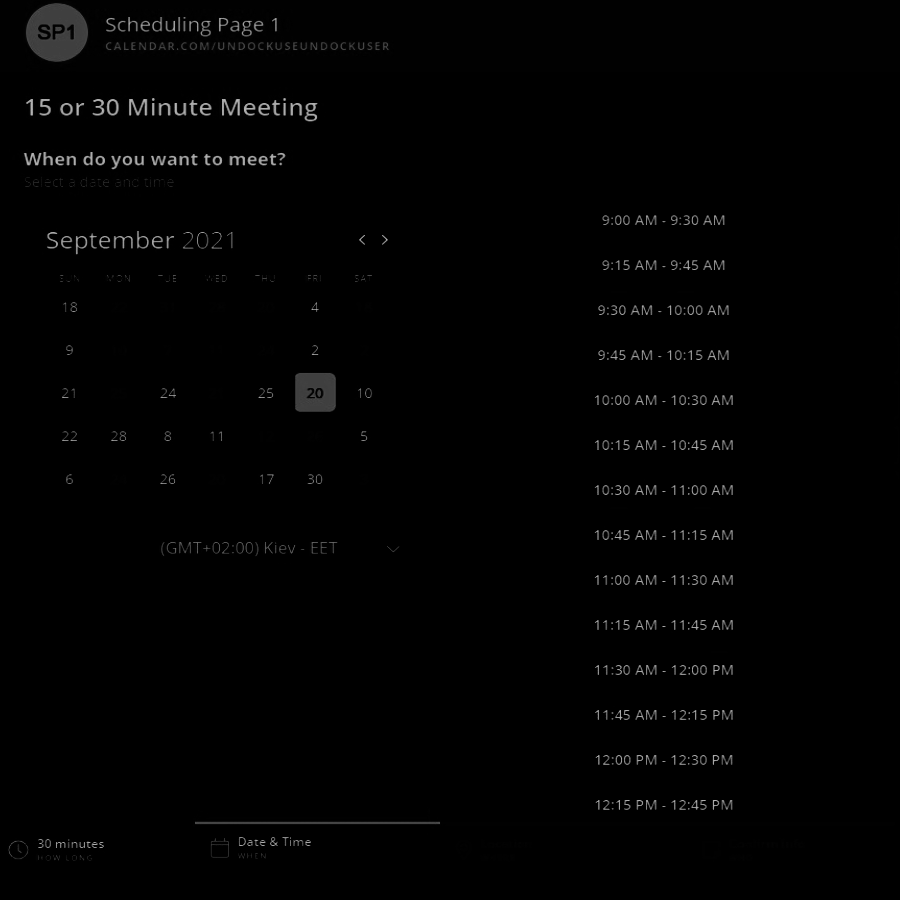 SP1
Scheduling Page 1
CALENDAR.COM/UNDOCKUSEUNDOCKUSER
15 or 30 Minute Meeting
When do you want to meet?
Select a date and time
September 2021
SUN MON TUE WED THU FRI SAT
18 4
9 2
21 24 25 20 10
22 28 8 11 5
6 26 17 30
(GMT+02:00) Kiev - EET
9:00 AM - 9:30 AM
9:15 AM - 9:45 AM
9:30 AM - 10:00 AM
9:45 AM - 10:15 AM
10:00 AM - 10:30 AM
10:15 AM - 10:45 AM
10:30 AM - 11:00 AM
10:45 AM - 11:15 AM
11:00 AM - 11:30 AM
11:15 AM - 11:45 AM
11:30 AM - 12:00 PM
11:45 AM - 12:15 PM
12:00 PM - 12:30 PM
12:15 PM - 12:45 PM
30 minutes
HOW LONG
Date & Time
WHEN